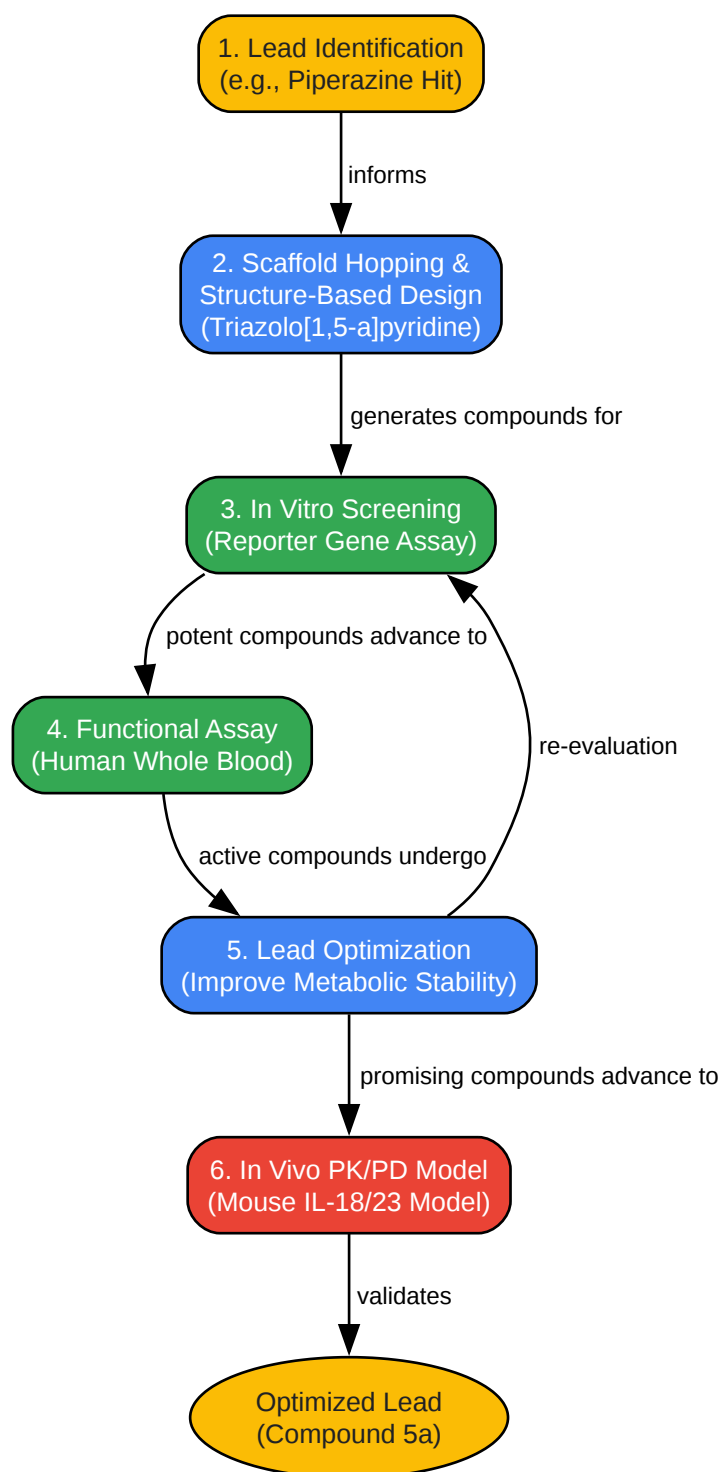 1. Lead Identification
(e.g., Piperazine Hit)
informs
2. Scaffold Hopping &
Structure-Based Design
(Triazolo[1,5-a]pyridine)
generates compounds for
3. In Vitro Screening
(Reporter Gene Assay)
potent compounds advance to
4. Functional Assay
(Human Whole Blood)
re-evaluation
active compounds undergo
5. Lead Optimization
(Improve Metabolic Stability)
promising compounds advance to
6. In Vivo PK/PD Model
(Mouse IL-18/23 Model)
validates
Optimized Lead
(Compound 5a)